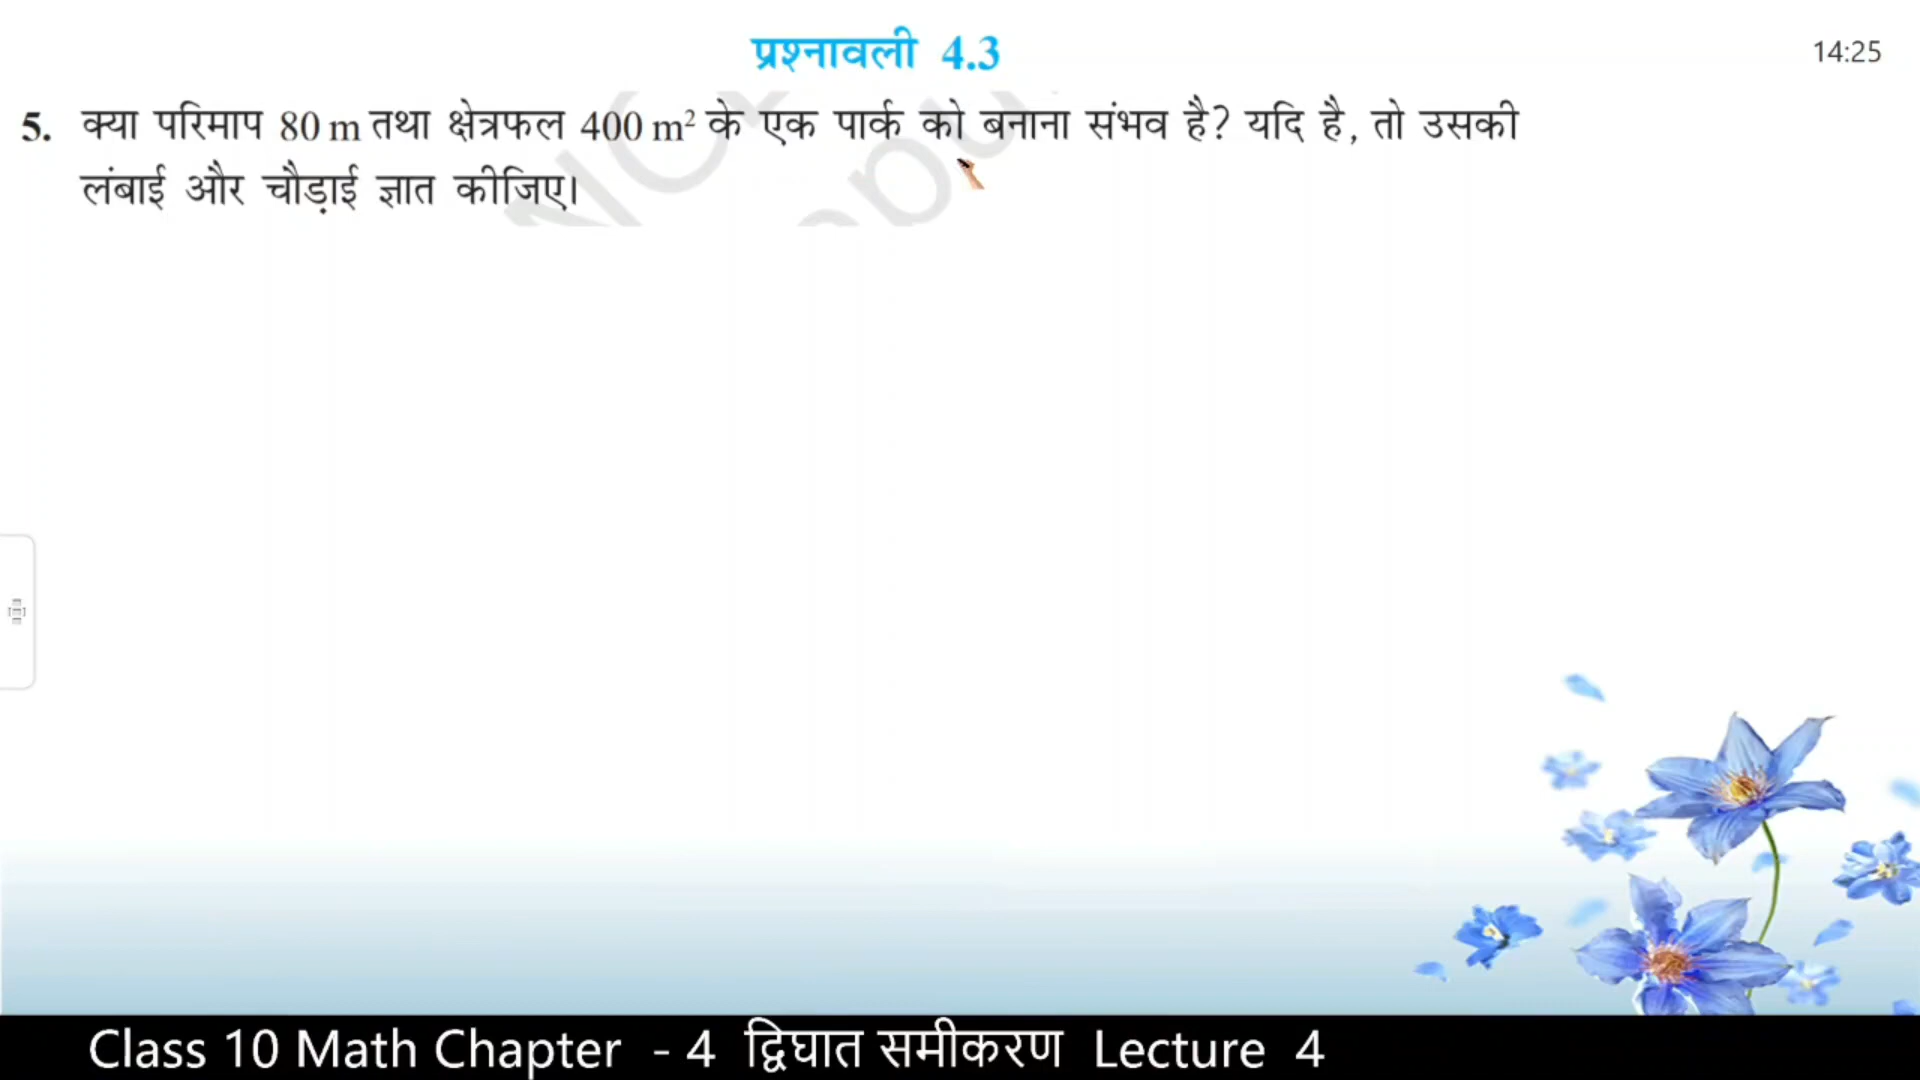 प्रश्नावली 4.3
14:25
5. क्या परिमाप 80 m तथा क्षेत्रफल 400 m² के एक पार्क को बनाना संभव है? यदि है, तो उसकी
लंबाई और चौड़ाई ज्ञात कीजिए।
Class 10 Math Chapter - 4 द्विघात समीकरण Lecture 4